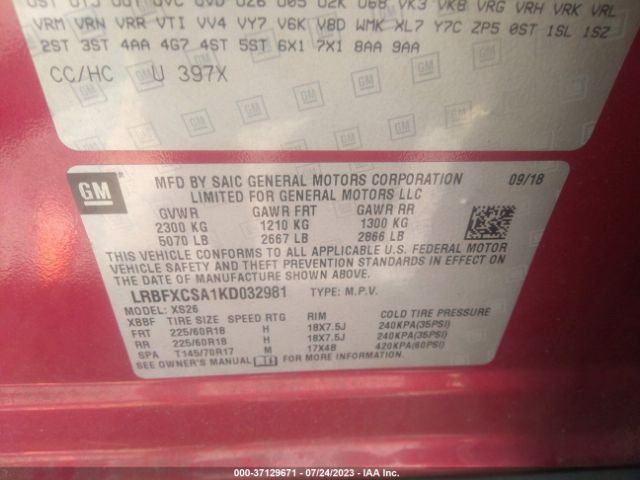 VRM VRN VRR VTI VV4 VY7 V6K V8D WMK XL7 Y7C ZP5 0ST 1SL 1SZ
2ST 3ST 4AA 4G7 4ST 5ST 6X1 7X1 8AA 9AA
CC/HC U 397X
GM
MFD BY SAIC GENERAL MOTORS CORPORATION 09/18
LIMITED FOR GENERAL MOTORS LLC
GVWR GAWR FRT GAWR RR
2300 KG 1210 KG 1300 KG
5070 LB 2667 LB 2866 LB
THIS VEHICLE CONFORMS TO ALL APPLICABLE U.S. FEDERAL MOTOR
VEHICLE SAFETY AND THEFT PREVENTION STANDARDS IN EFFECT ON
THE DATE OF MANUFACTURE SHOWN ABOVE.
LRBFXCSA1KD032981 TYPE: M.P.V.
MODEL: XS26
XBBF TIRE SIZE SPEED RTG RIM COLD TIRE PRESSURE
FRT 225/60R18 H 18X7.5J 240KPA(35PSI)
RR 225/60R18 H 18X7.5J 240KPA(35PSI)
SPA T145/70R17 M 17X4B 420KPA(60PSI)
SEE OWNER'S MANUAL FOR MORE INFORMATION.
000-37129671 / 07/24/2023 / IAA Inc.